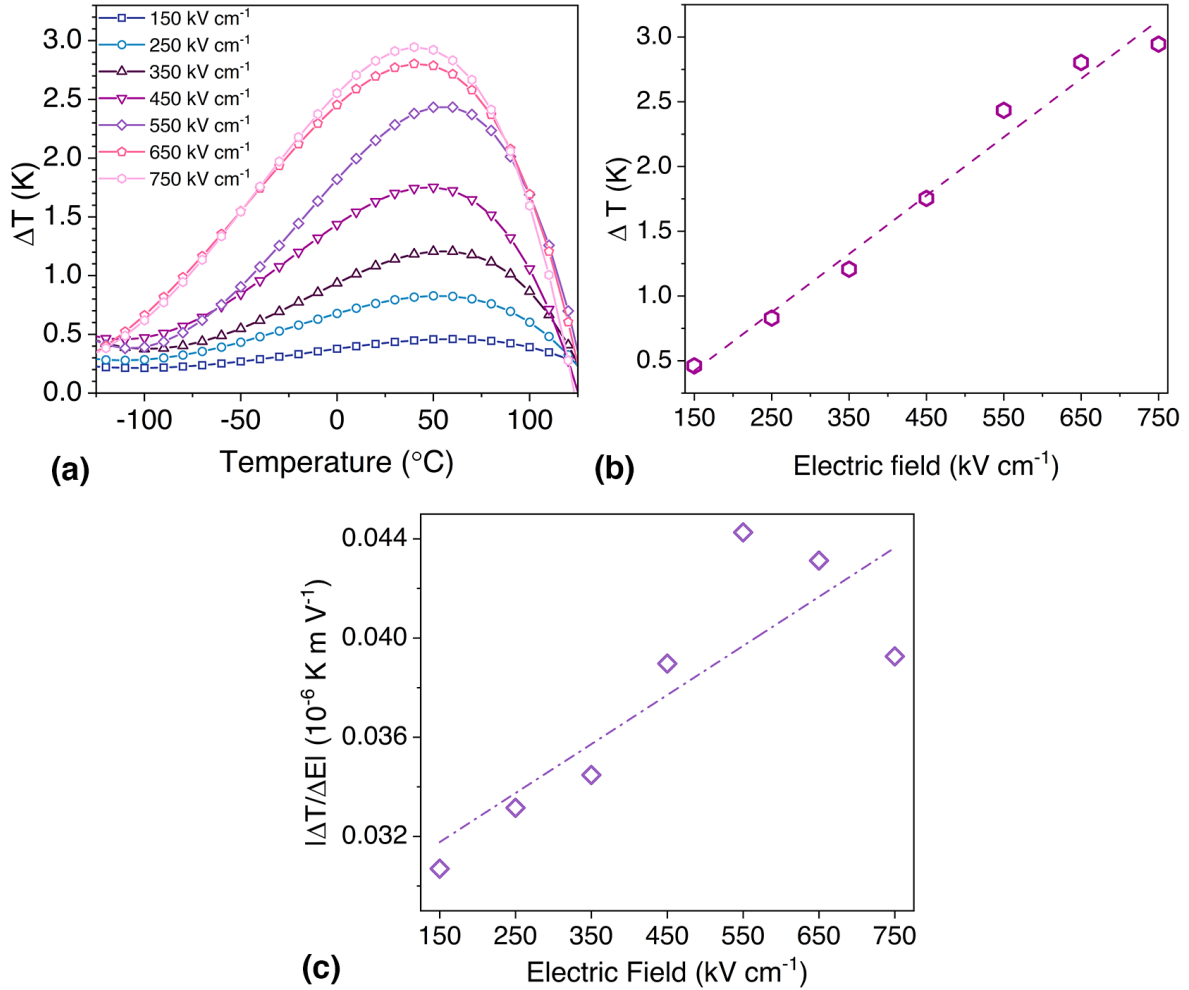 150 kV cm⁻¹
250 kV cm⁻¹
350 kV cm⁻¹
450 kV cm⁻¹
550 kV cm⁻¹
650 kV cm⁻¹
750 kV cm⁻¹
3.0
2.5
2.0
1.5
1.0
0.5
0.0
ΔT (K)
-100 -50 0 50 100
Temperature (°C)
(a)
3.0
2.5
2.0
1.5
1.0
0.5
Δ T (K)
150 250 350 450 550 650 750
Electric field (kV cm⁻¹)
(b)
0.044
0.040
0.036
0.032
|ΔT/ΔE| (10⁻⁶ K m V⁻¹)
150 250 350 450 550 650 750
Electric Field (kV cm⁻¹)
(c)